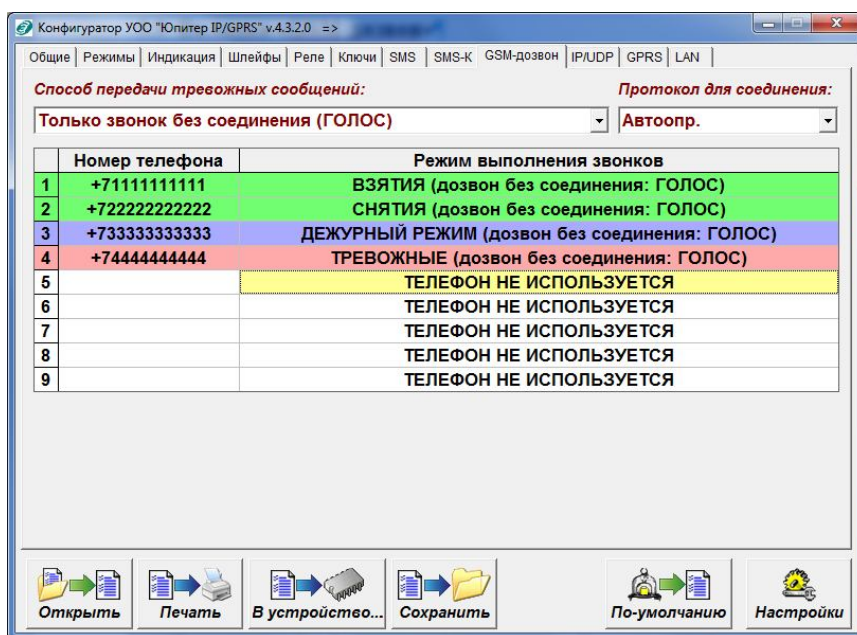 Конфигуратор УОО "Юпитер IP/GPRS" v.4.3.2.0 =>
Общие Режимы Индикация Шлейфы Реле Ключи SMS SMS-K GSM-дозвон IP/UDP GPRS LAN
Способ передачи тревожных сообщений: Протокол для соединения:
Только звонок без соединения (ГОЛОС) Автоопр.
Номер телефона Режим выполнения звонков
1 +71111111111 ВЗЯТИЯ (дозвон без соединения: ГОЛОС)
2 +722222222222 СНЯТИЯ (дозвон без соединения: ГОЛОС)
3 +733333333333 ДЕЖУРНЫЙ РЕЖИМ (дозвон без соединения: ГОЛОС)
4 +74444444444 ТРЕВОЖНЫЕ (дозвон без соединения: ГОЛОС)
5 ТЕЛЕФОН НЕ ИСПОЛЬЗУЕТСЯ
6 ТЕЛЕФОН НЕ ИСПОЛЬЗУЕТСЯ
7 ТЕЛЕФОН НЕ ИСПОЛЬЗУЕТСЯ
8 ТЕЛЕФОН НЕ ИСПОЛЬЗУЕТСЯ
9 ТЕЛЕФОН НЕ ИСПОЛЬЗУЕТСЯ
Открыть Печать В устройство... Сохранить По-умолчанию Настройки